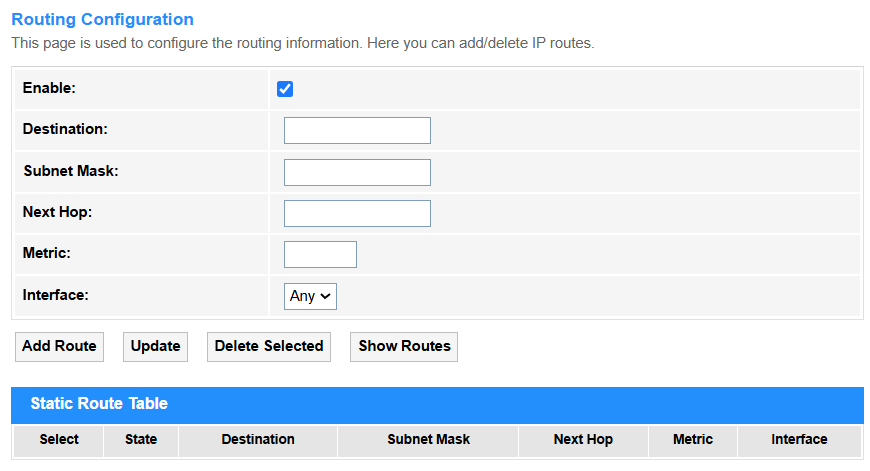 Routing Configuration
This page is used to configure the routing information. Here you can add/delete IP routes.
Enable:
Destination:
Subnet Mask:
Next Hop:
Metric:
Interface: Any
Add Route Update Delete Selected Show Routes
Static Route Table
Select State Destination Subnet Mask Next Hop Metric Interface